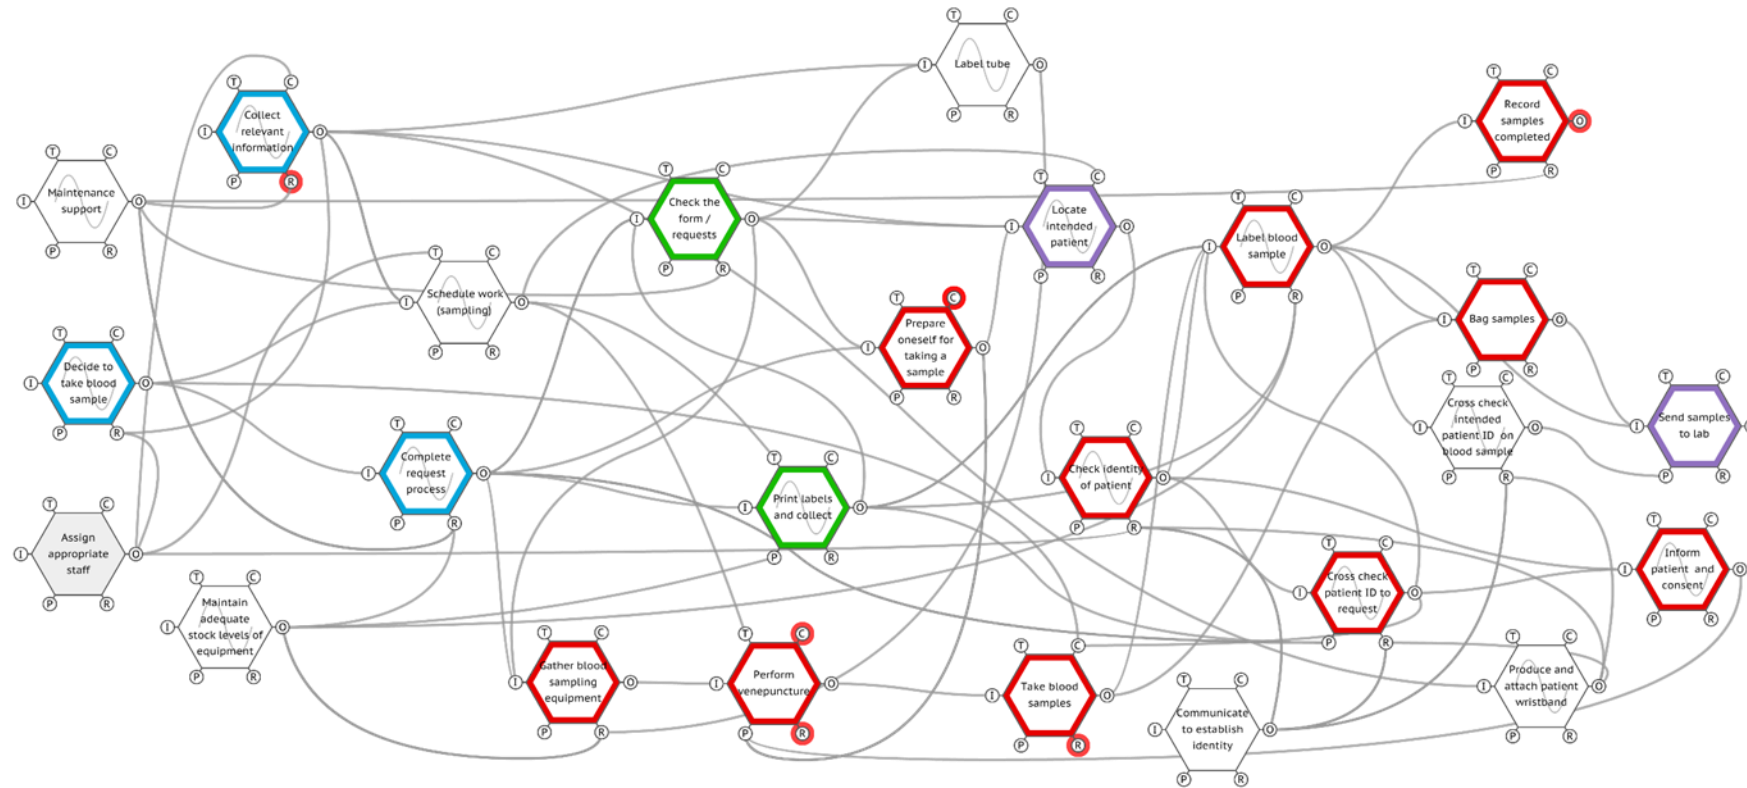 T C
Label tube
I O
P R
T C
Collect
relevant
information
I O
P R
T C
Record
samples
completed
I O
P R
T C
Maintenance
support
I O
P R
T C
Check the
form /
requests
I O
P R
T C
Locate
intended
patient
I O
P R
T C
Label blood
sample
I O
P R
T C
Schedule work
(sampling)
I O
P R
T C
Prepare
oneself for
taking a
sample
I O
P R
T C
Bag samples
I O
P R
T C
Decide to
take blood
sample
I O
P R
T C
Cross check
intended
patient ID on
blood sample
I O
P R
T C
Send samples
to lab
I
P R
T C
Complete
request
process
I O
P R
T C
Print labels
and collect
I O
P R
T C
Check identity
of patient
I O
P R
T C
Assign
appropriate
staff
I O
P R
T C
Cross check
patient ID to
request
I O
P R
T C
Inform
patient and
consent
I O
P R
T C
Maintain
adequate
stock levels of
equipment
I O
P R
T C
Gather blood
sampling
equipment
I O
P R
T C
Perform
venepuncture
I O
P R
T C
Take blood
samples
I O
P R
T C
Communicate
to establish
identity
I O
P R
T C
Produce and
attach patient
wristband
I O
P R